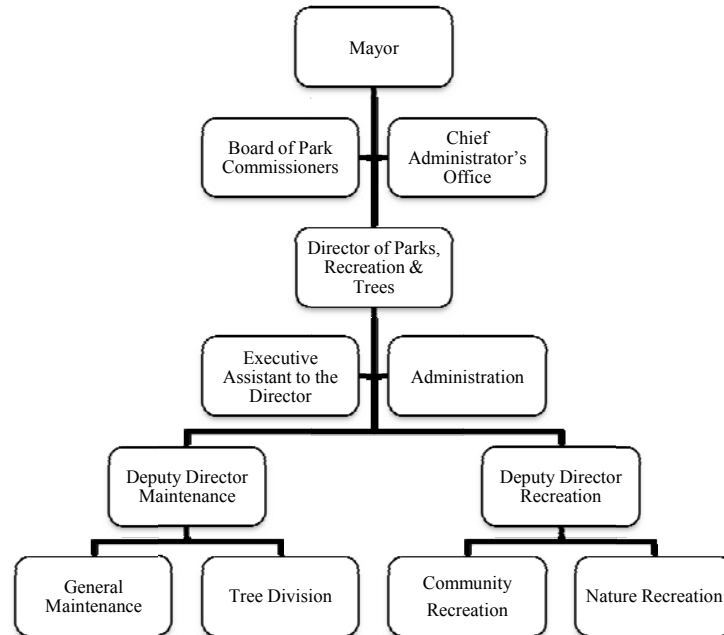 Mayor
Board of Park
Commissioners
Chief
Administrator’s
Office
Director of Parks,
Recreation &
Trees
Executive
Assistant to the
Director
Administration
Deputy Director
Maintenance
Deputy Director
Recreation
General
Maintenance
Tree Division
Community
Recreation
Nature Recreation